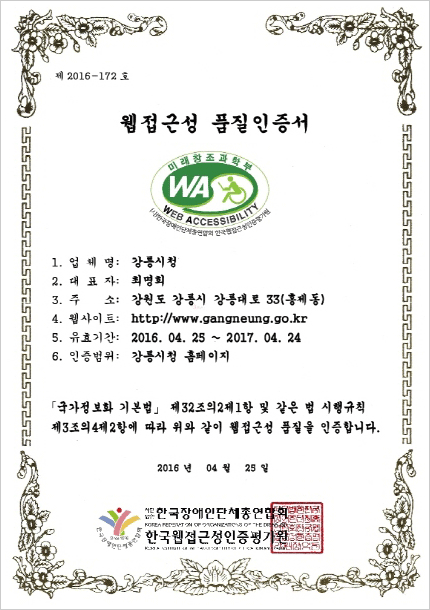 제 2016-172 호
웹접근성 품질인증서
미래창조과학부
WA
WEB ACCESSIBILITY
(사)한국장애인단체총연합회 한국웹접근성인증평가원
1. 업 체 명: 강릉시청
2. 대 표 자: 최명희
3. 주 소: 강원도 강릉시 강릉대로 33(홍제동)
4. 웹사이트: http://www.gangneung.go.kr
5. 유효기간: 2016. 04. 25 ~ 2017. 04. 24
6. 인증범위: 강릉시청 홈페이지
「국가정보화 기본법」 제32조의2제1항 및 같은 법 시행규칙
제3조의4제2항에 따라 위와 같이 웹접근성 품질을 인증합니다.
2016 년 04 월 25 일
사단법인 한국장애인단체총연합회
KOREA FEDERATION OF ORGANIZATIONS OF THE DISABLED
한국웹접근성인증평가원